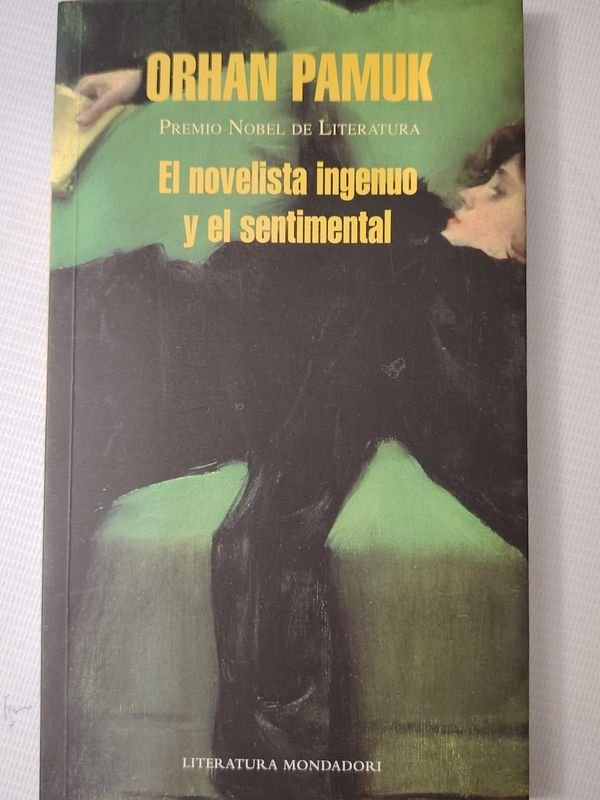 ORHAN PAMUK
PREMIO NOBEL DE LITERATURA
El novelista ingenuo
y el sentimental
LITERATURA MONDADORI